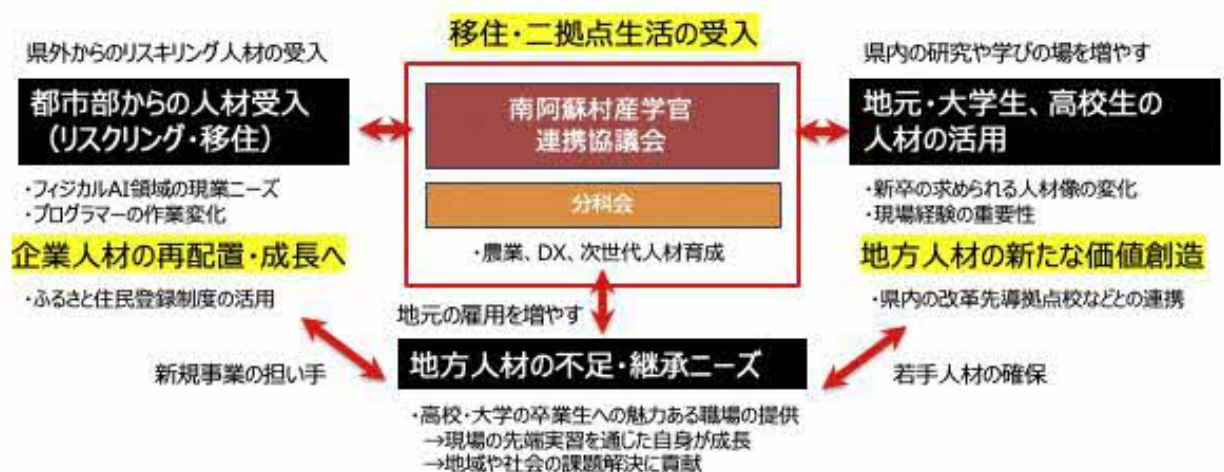 移住・二拠点生活の受入
県外からのリスキリング人材の受入
都市部からの人材受入
（リスクリング・移住）
・フィジカルAI領域の現業ニーズ
・プログラマーの作業変化
企業人材の再配置・成長へ
・ふるさと住民登録制度の活用
南阿蘇村産学官
連携協議会
分科会
・農業、DX、次世代人材育成
県内の研究や学びの場を増やす
地元・大学生、高校生の
人材の活用
・新卒の求められる人材像の変化
・現場経験の重要性
地方人材の新たな価値創造
・県内の改革先導拠点校などとの連携
地元の雇用を増やす
新規事業の担い手
地方人材の不足・継承ニーズ
若手人材の確保
・高校・大学の卒業生への魅力ある職場の提供
→現場の先端実習を通じた自身が成長
→地域や社会の課題解決に貢献